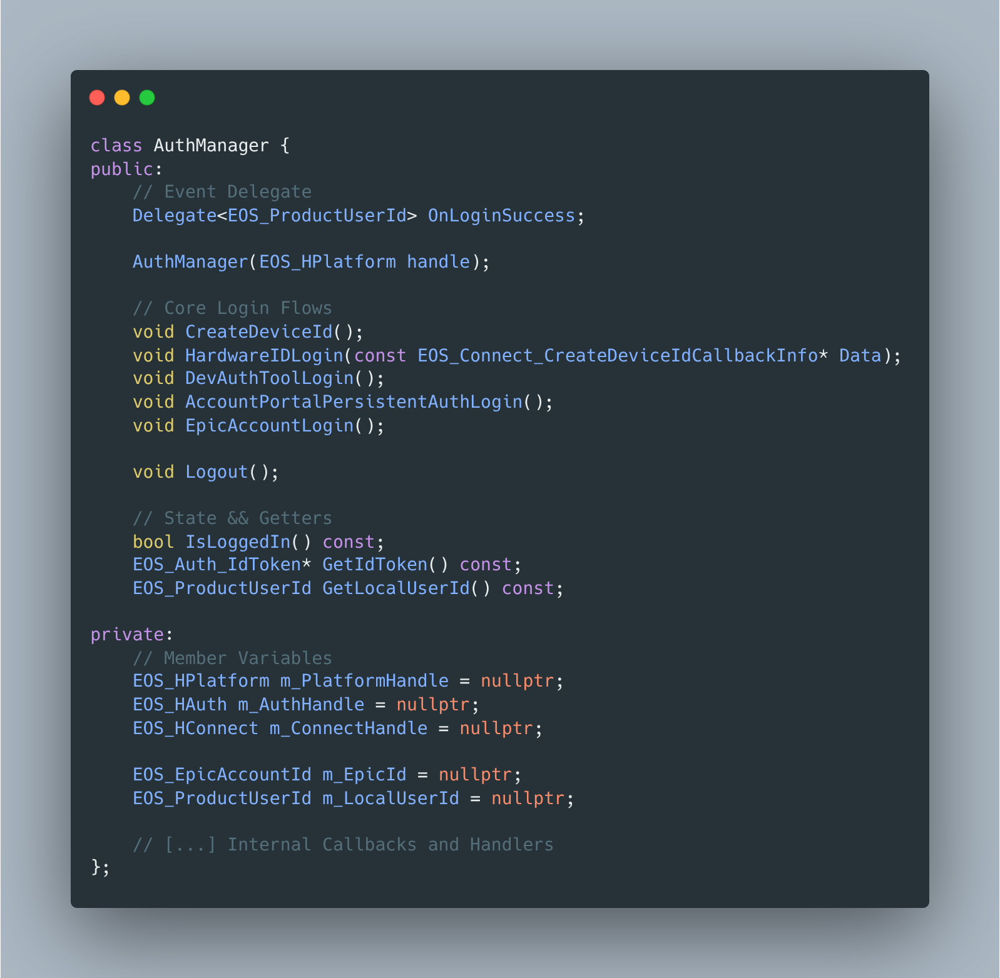 class AuthManager {
public:
    // Event Delegate
    Delegate<EOS_ProductUserId> OnLoginSuccess;

    AuthManager(EOS_HPlatform handle);

    // Core Login Flows
    void CreateDeviceId();
    void HardwareIDLogin(const EOS_Connect_CreateDeviceIdCallbackInfo* Data);
    void DevAuthToolLogin();
    void AccountPortalPersistentAuthLogin();
    void EpicAccountLogin();

    void Logout();

    // State && Getters
    bool IsLoggedIn() const;
    EOS_Auth_IdToken* GetIdToken() const;
    EOS_ProductUserId GetLocalUserId() const;

private:
    // Member Variables
    EOS_HPlatform m_PlatformHandle = nullptr;
    EOS_HAuth m_AuthHandle = nullptr;
    EOS_HConnect m_ConnectHandle = nullptr;

    EOS_EpicAccountId m_EpicId = nullptr;
    EOS_ProductUserId m_LocalUserId = nullptr;

    // [...] Internal Callbacks and Handlers
};